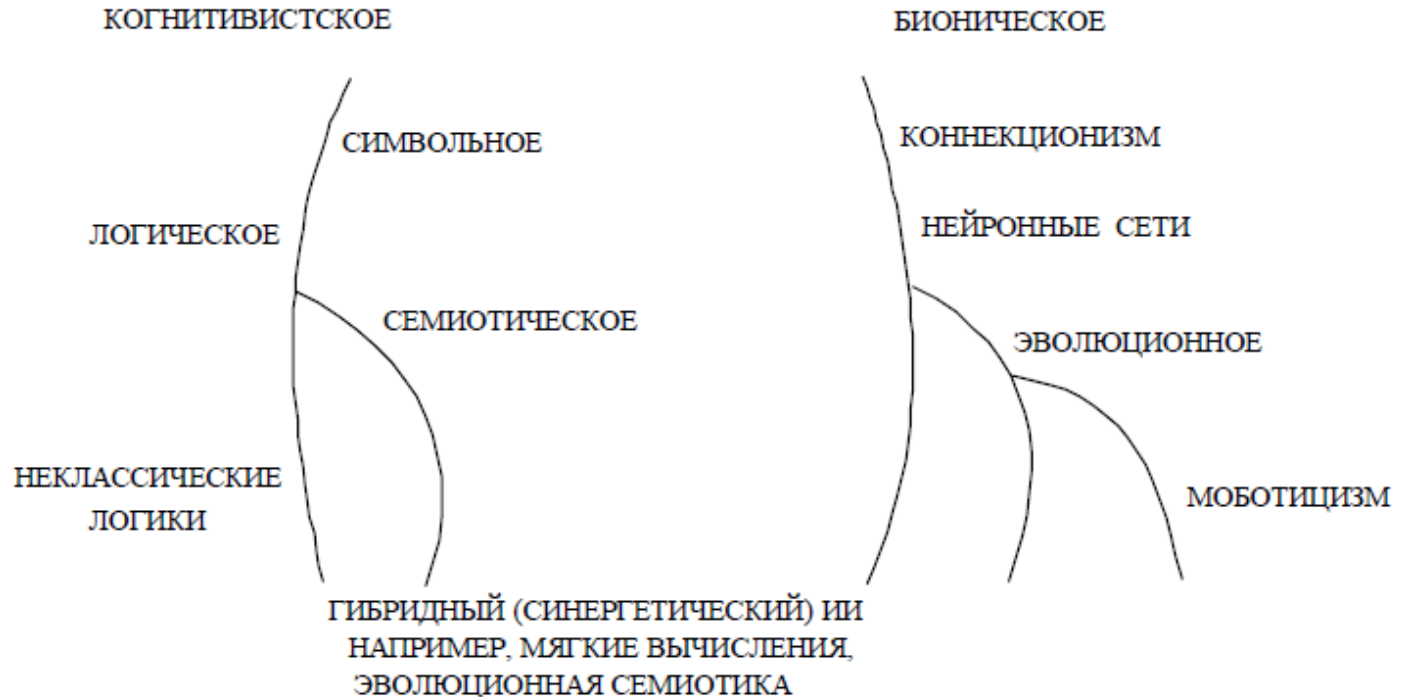 КОГНИТИВИСТСКОЕ
БИОНИЧЕСКОЕ
СИМВОЛЬНОЕ
КОННЕКЦИОНИЗМ
ЛОГИЧЕСКОЕ
НЕЙРОННЫЕ СЕТИ
СЕМИОТИЧЕСКОЕ
ЭВОЛЮЦИОННОЕ
НЕКЛАССИЧЕСКИЕ
ЛОГИКИ
МОБОТИЦИЗМ
ГИБРИДНЫЙ (СИНЕРГЕТИЧЕСКИЙ) ИИ
НАПРИМЕР, МЯГКИЕ ВЫЧИСЛЕНИЯ,
ЭВОЛЮЦИОННАЯ СЕМИОТИКА